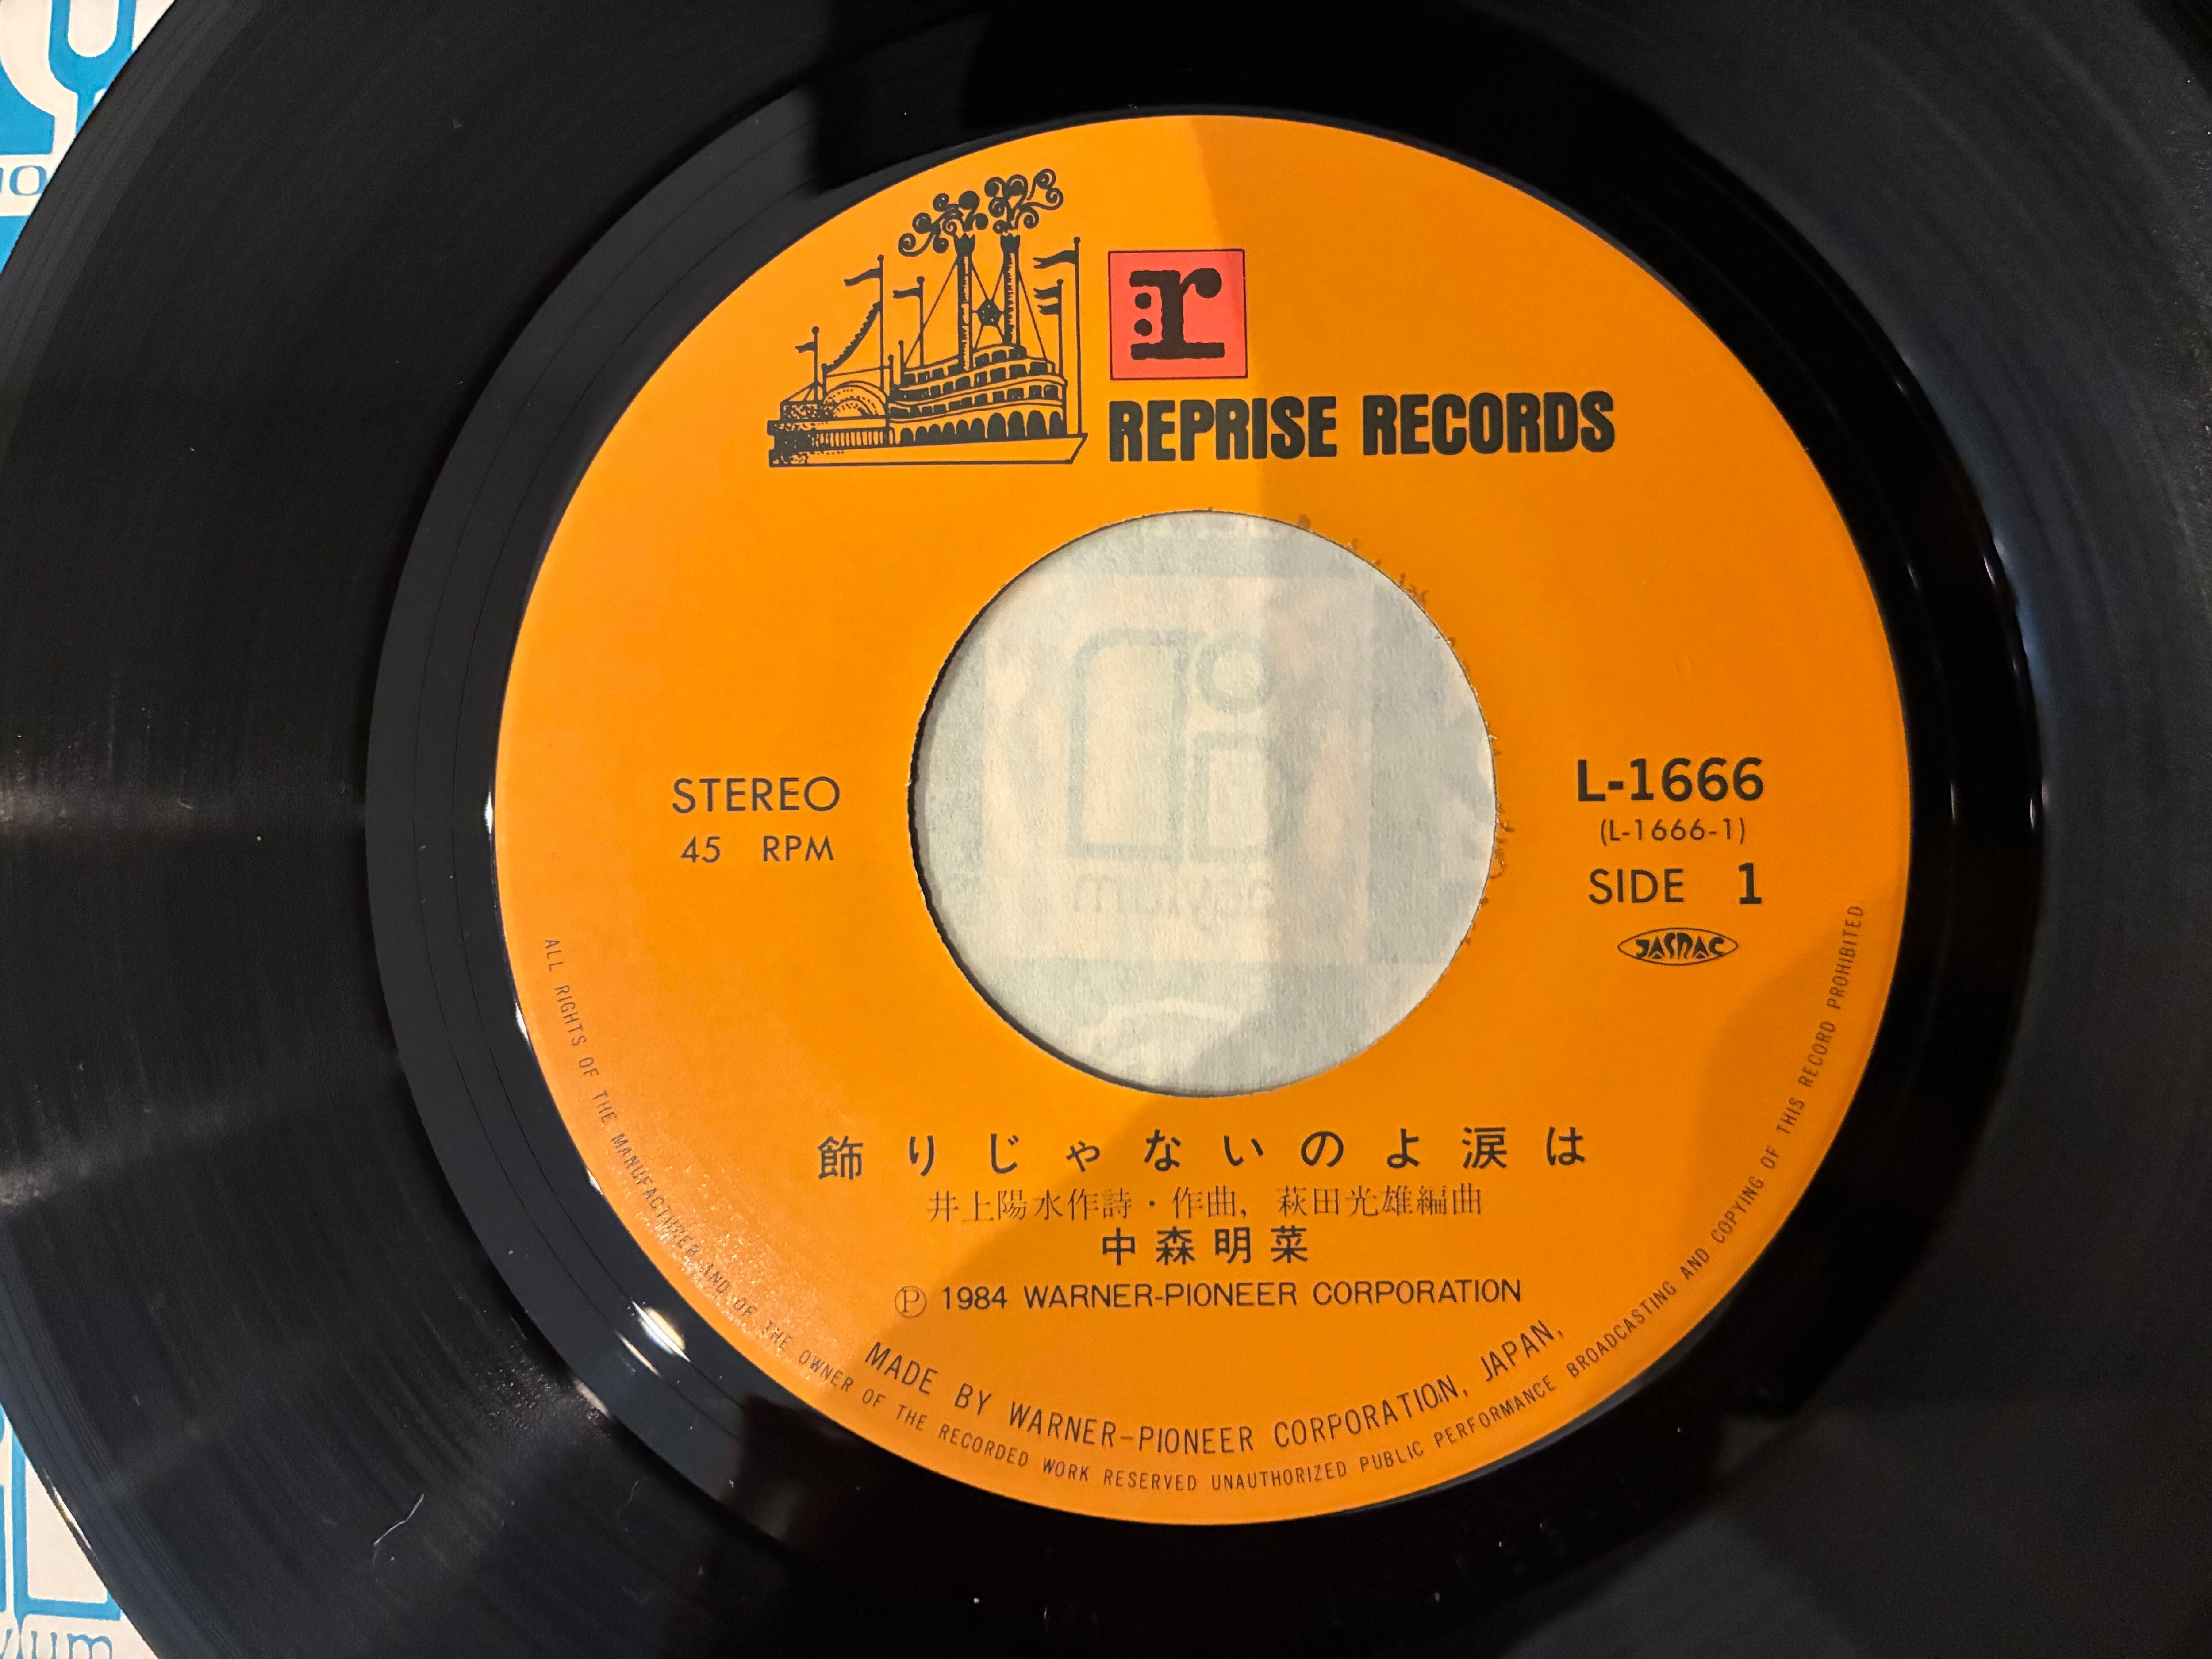 r:
REPRISE RECORDS
STEREO
45 RPM
L-1666
(L-1666-1)
SIDE 1
JASRAC
飾りじゃないのよ涙は
井上陽水作詩・作曲, 萩田光雄編曲
中森明菜
Ⓟ 1984 WARNER-PIONEER CORPORATION
MADE BY WARNER-PIONEER CORPORATION, JAPAN,
ALL RIGHTS OF THE MANUFACTURER AND OF THE OWNER OF THE RECORDED WORK RESERVED UNAUTHORIZED PUBLIC PERFORMANCE BROADCASTING AND COPYING OF THIS RECORD PROHIBITED